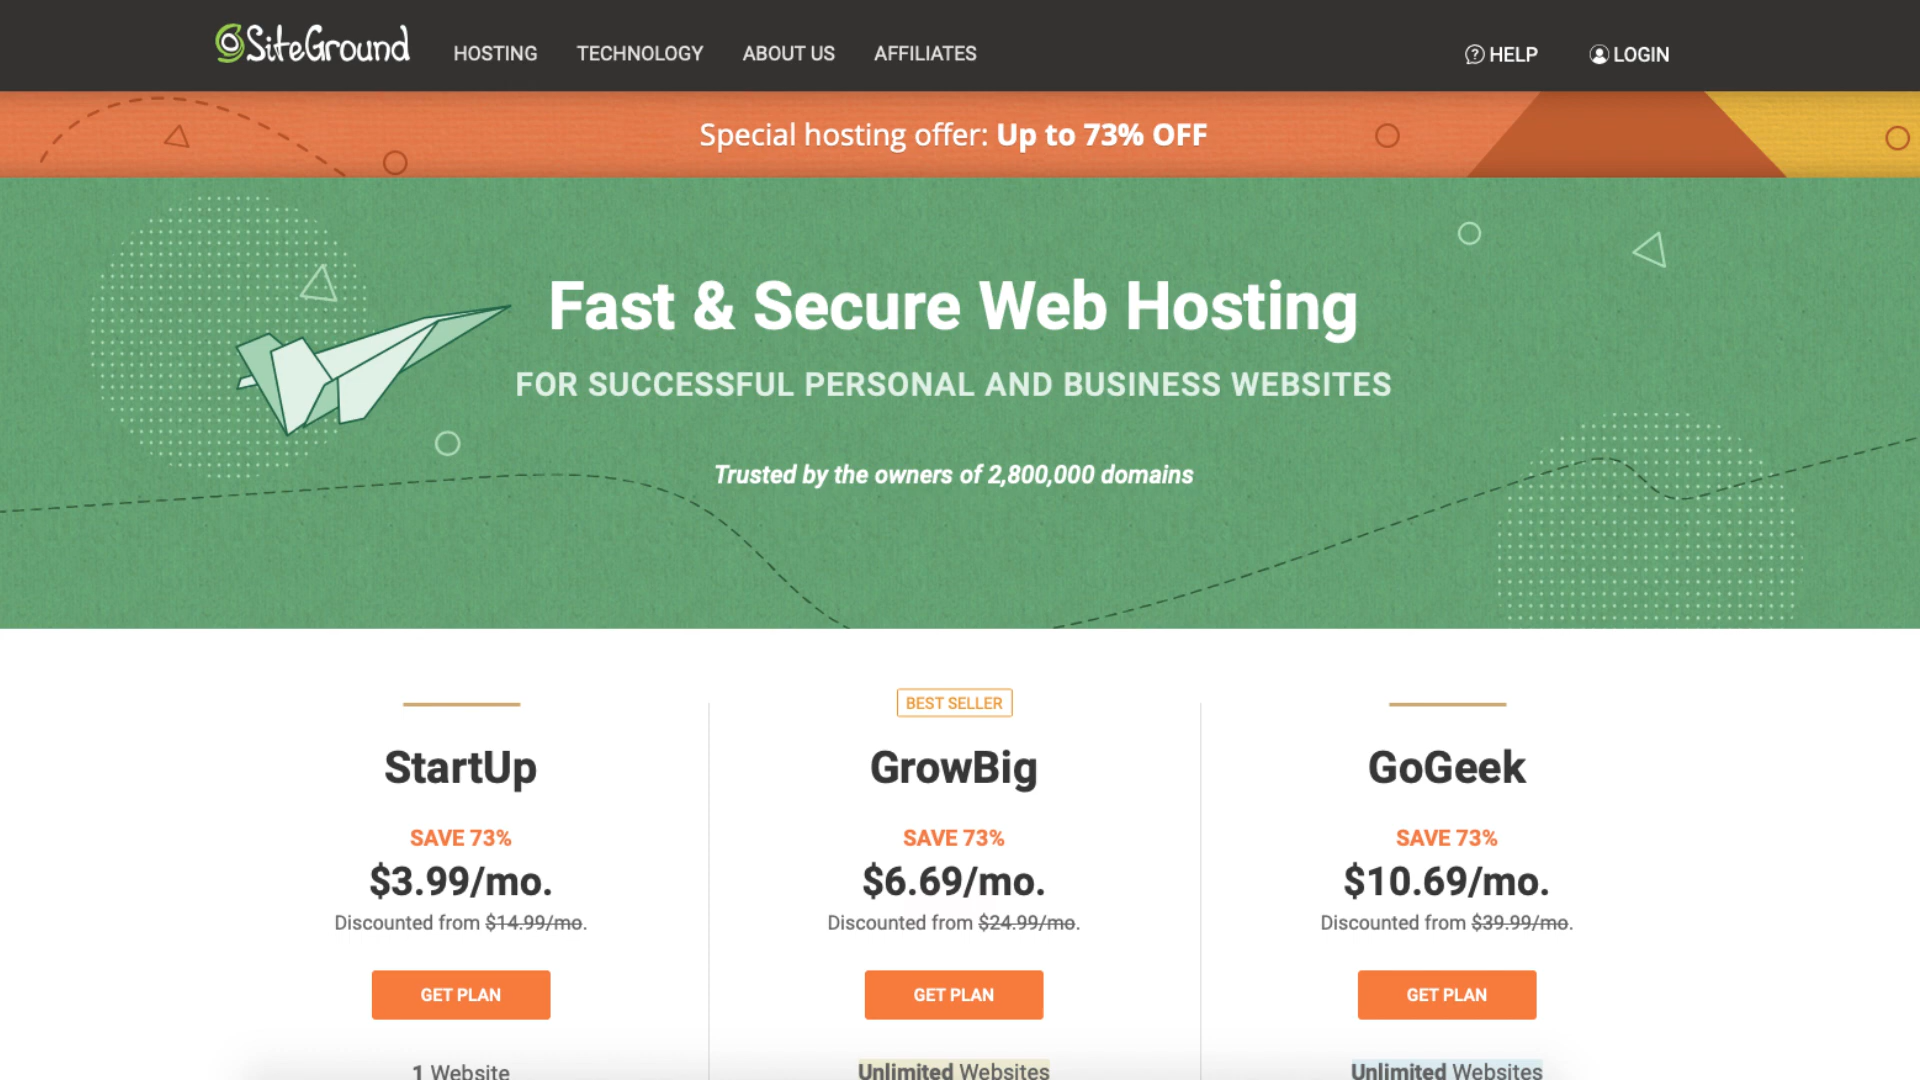 SiteGround HOSTING TECHNOLOGY ABOUT US AFFILIATES HELP LOGIN
Special hosting offer: Up to 73% OFF
Fast & Secure Web Hosting
FOR SUCCESSFUL PERSONAL AND BUSINESS WEBSITES
Trusted by the owners of 2,800,000 domains
StartUp
SAVE 73%
$3.99/mo.
Discounted from $14.99/mo.
GET PLAN
1 Website
BEST SELLER
GrowBig
SAVE 73%
$6.69/mo.
Discounted from $24.99/mo.
GET PLAN
Unlimited Websites
GoGeek
SAVE 73%
$10.69/mo.
Discounted from $39.99/mo.
GET PLAN
Unlimited Websites